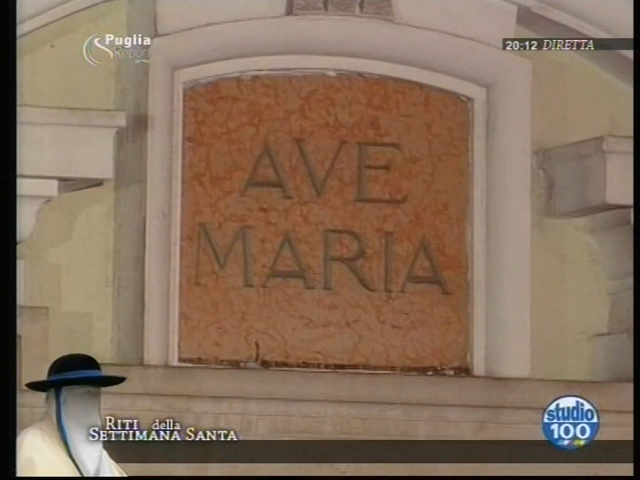 Puglia
20:12 DIRETTA
AVE
MARIA
RITI della
SETTIMANA SANTA
studio
100